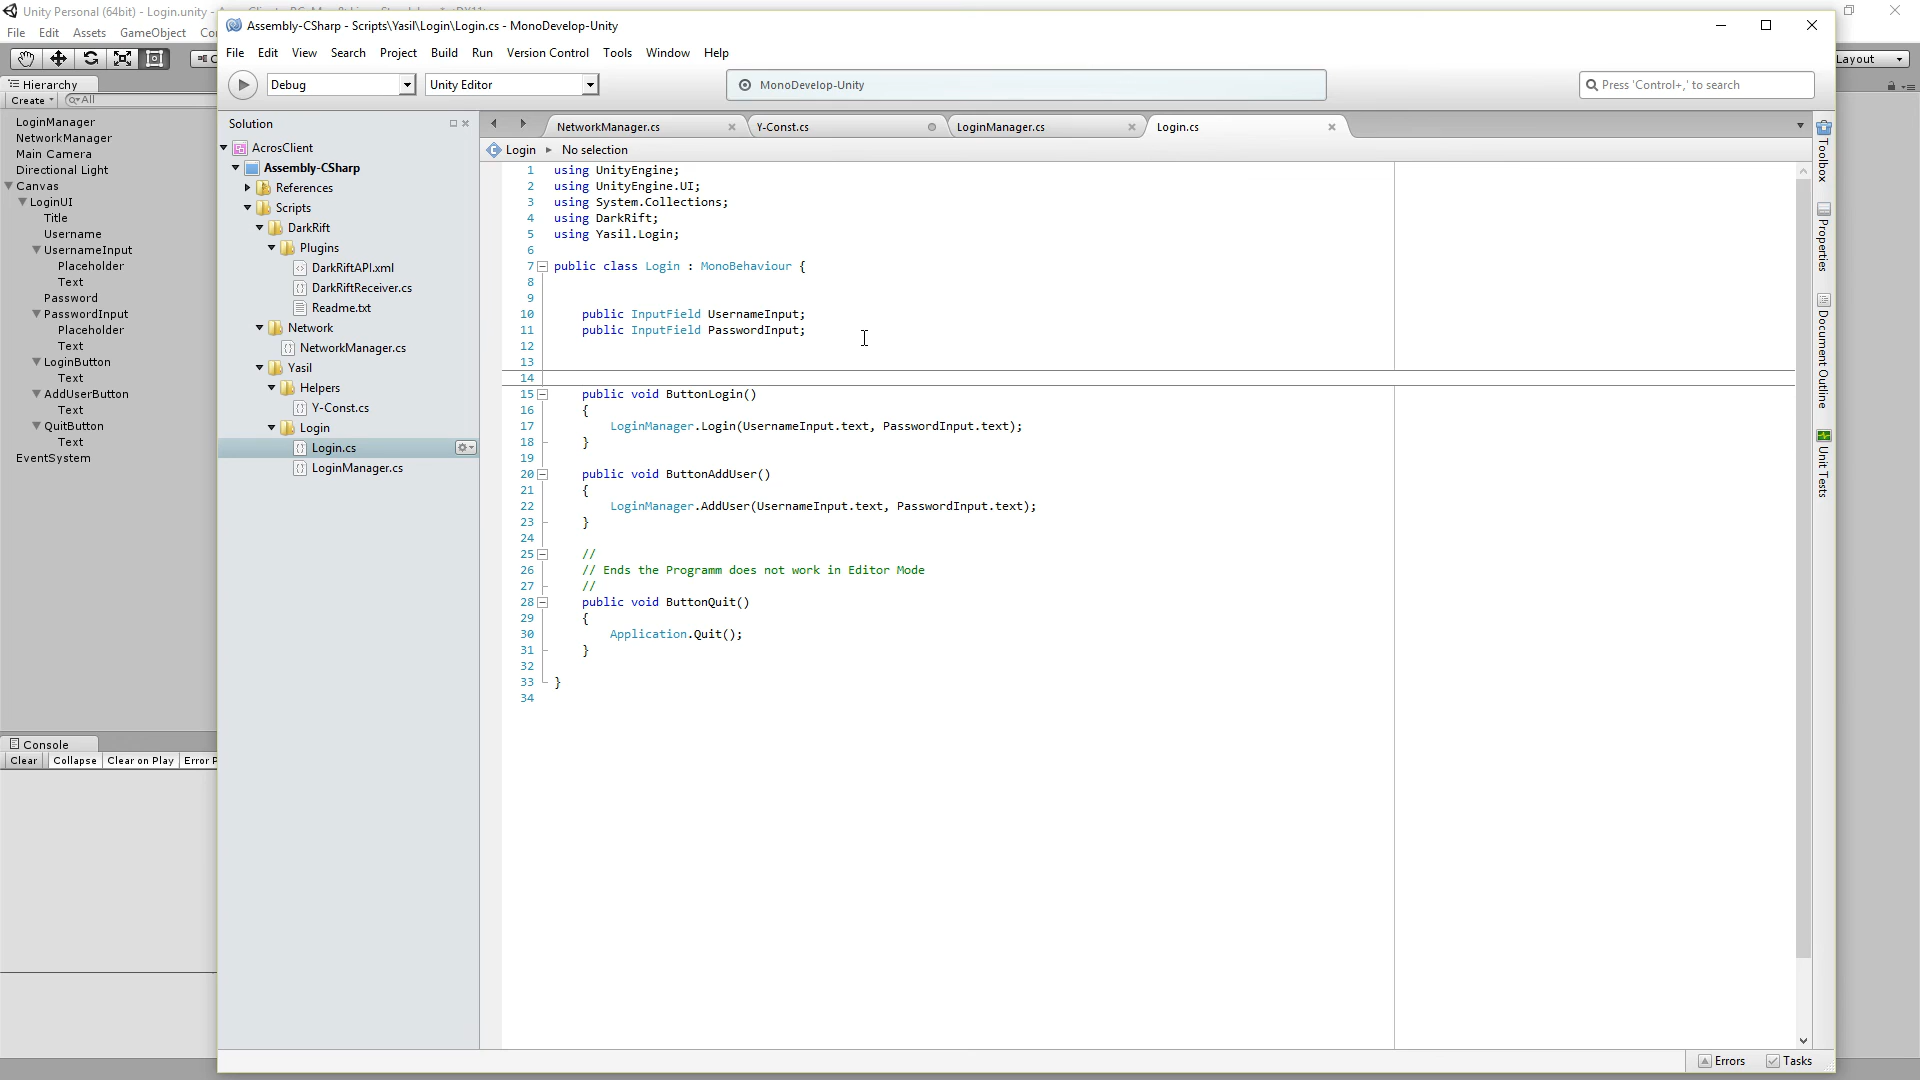 Unity Personal (64bit) - Login.unity -
File Edit Assets GameObject Co
Hierarchy
Create All
LoginManager
NetworkManager
Main Camera
Directional Light
Canvas
LoginUI
Title
Username
UsernameInput
Placeholder
Text
Password
PasswordInput
Placeholder
Text
LoginButton
Text
AddUserButton
Text
QuitButton
Text
EventSystem
Console
Clear Collapse Clear on Play Error P
Layout
Assembly-CSharp - Scripts\Yasil\Login\Login.cs - MonoDevelop-Unity
File Edit View Search Project Build Run Version Control Tools Window Help
Debug Unity Editor MonoDevelop-Unity Press 'Control+,' to search
Solution
AcrosClient
Assembly-CSharp
References
Scripts
DarkRift
Plugins
DarkRiftAPI.xml
DarkRiftReceiver.cs
Readme.txt
Network
NetworkManager.cs
Yasil
Helpers
Y-Const.cs
Login
Login.cs
LoginManager.cs
NetworkManager.cs Y-Const.cs LoginManager.cs Login.cs
Login No selection
1 using UnityEngine;
2 using UnityEngine.UI;
3 using System.Collections;
4 using DarkRift;
5 using Yasil.Login;
6
7 public class Login : MonoBehaviour {
8
9
10 public InputField UsernameInput;
11 public InputField PasswordInput;
12
13
14
15 public void ButtonLogin()
16 {
17 LoginManager.Login(UsernameInput.text, PasswordInput.text);
18 }
19
20 public void ButtonAddUser()
21 {
22 LoginManager.AddUser(UsernameInput.text, PasswordInput.text);
23 }
24
25 //
26 // Ends the Programm does not work in Editor Mode
27 //
28 public void ButtonQuit()
29 {
30 Application.Quit();
31 }
32
33 }
34
Toolbox
Properties
Document Outline
Unit Tests
Errors Tasks